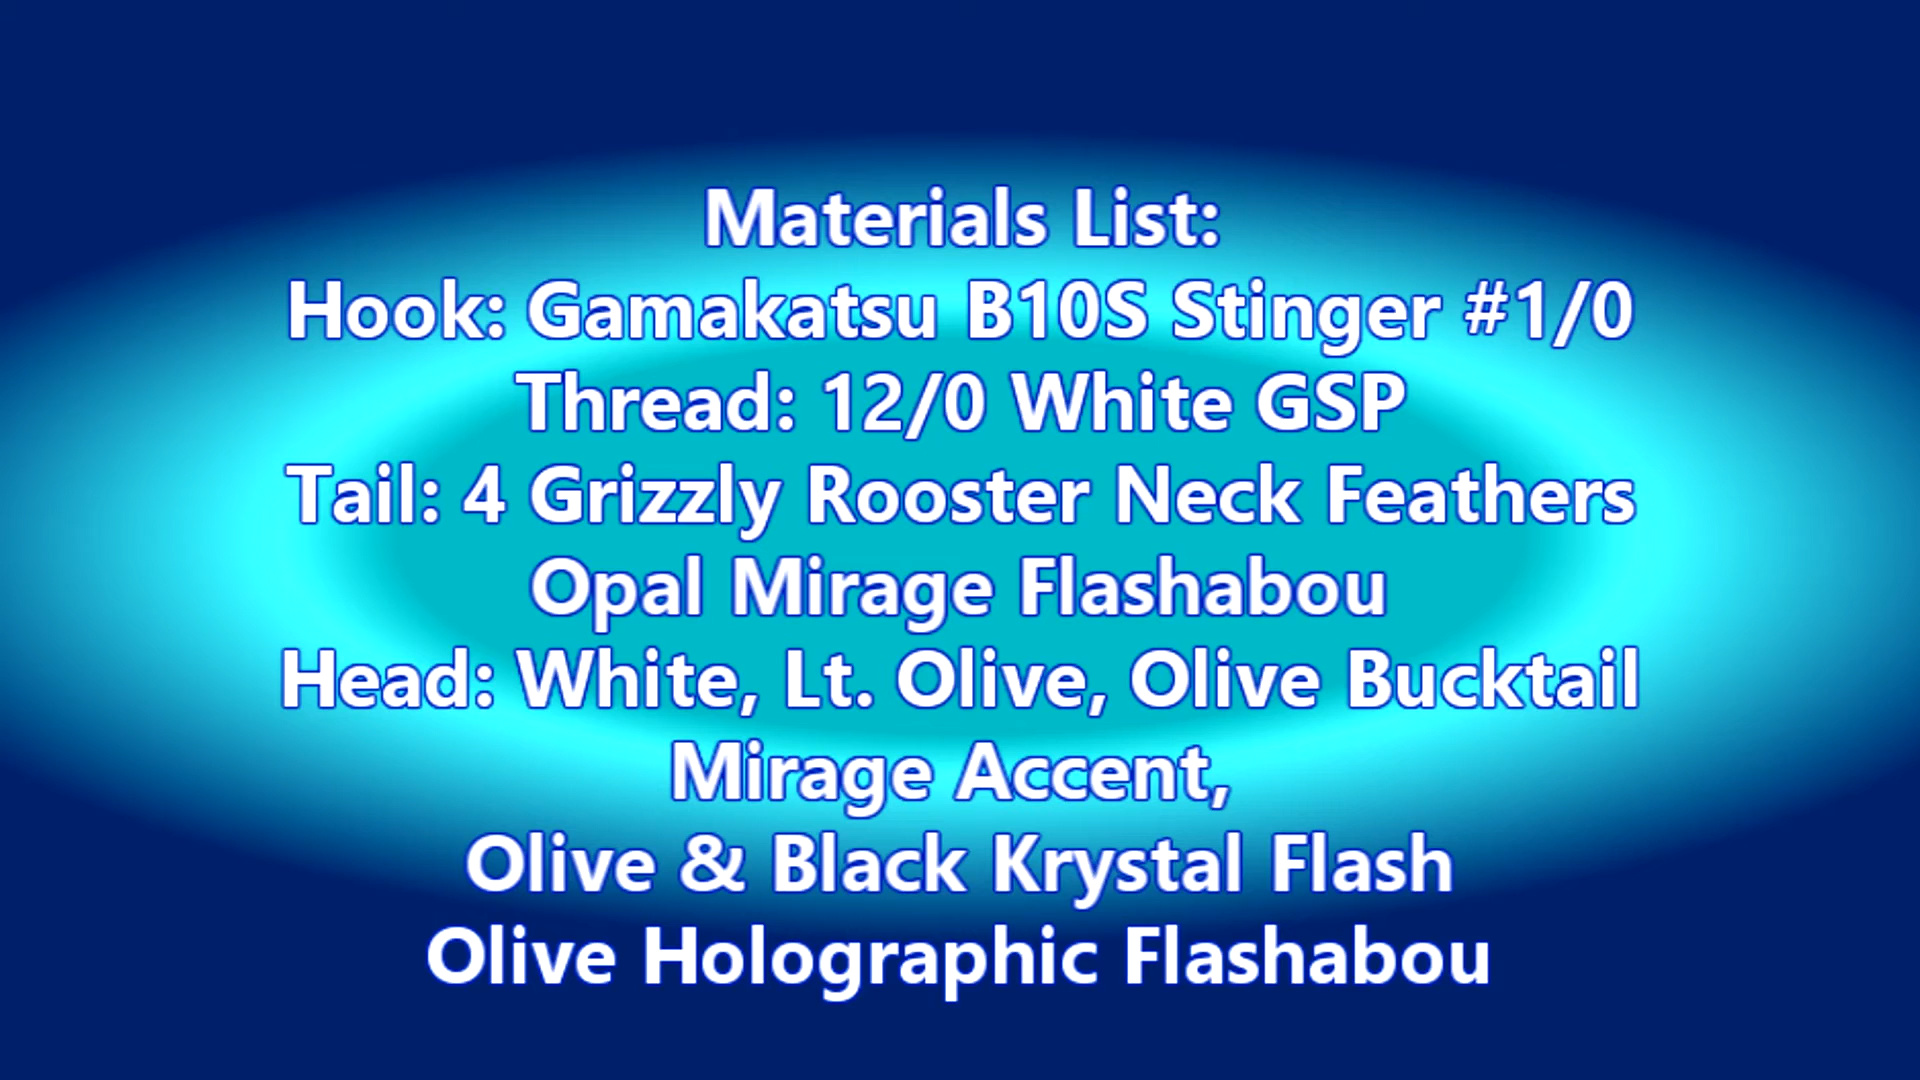 Materials List:
Hook: Gamakatsu B10S Stinger #1/0
Thread: 12/0 White GSP
Tail: 4 Grizzly Rooster Neck Feathers
Opal Mirage Flashabou
Head: White, Lt. Olive, Olive Bucktail
Mirage Accent,
Olive & Black Krystal Flash
Olive Holographic Flashabou